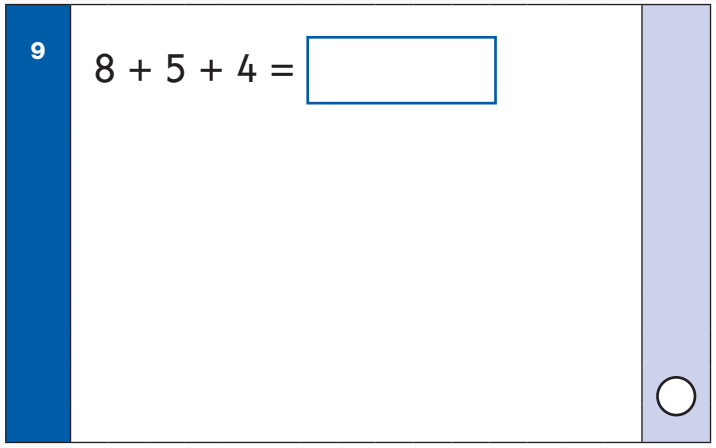 9
8 + 5 + 4 =